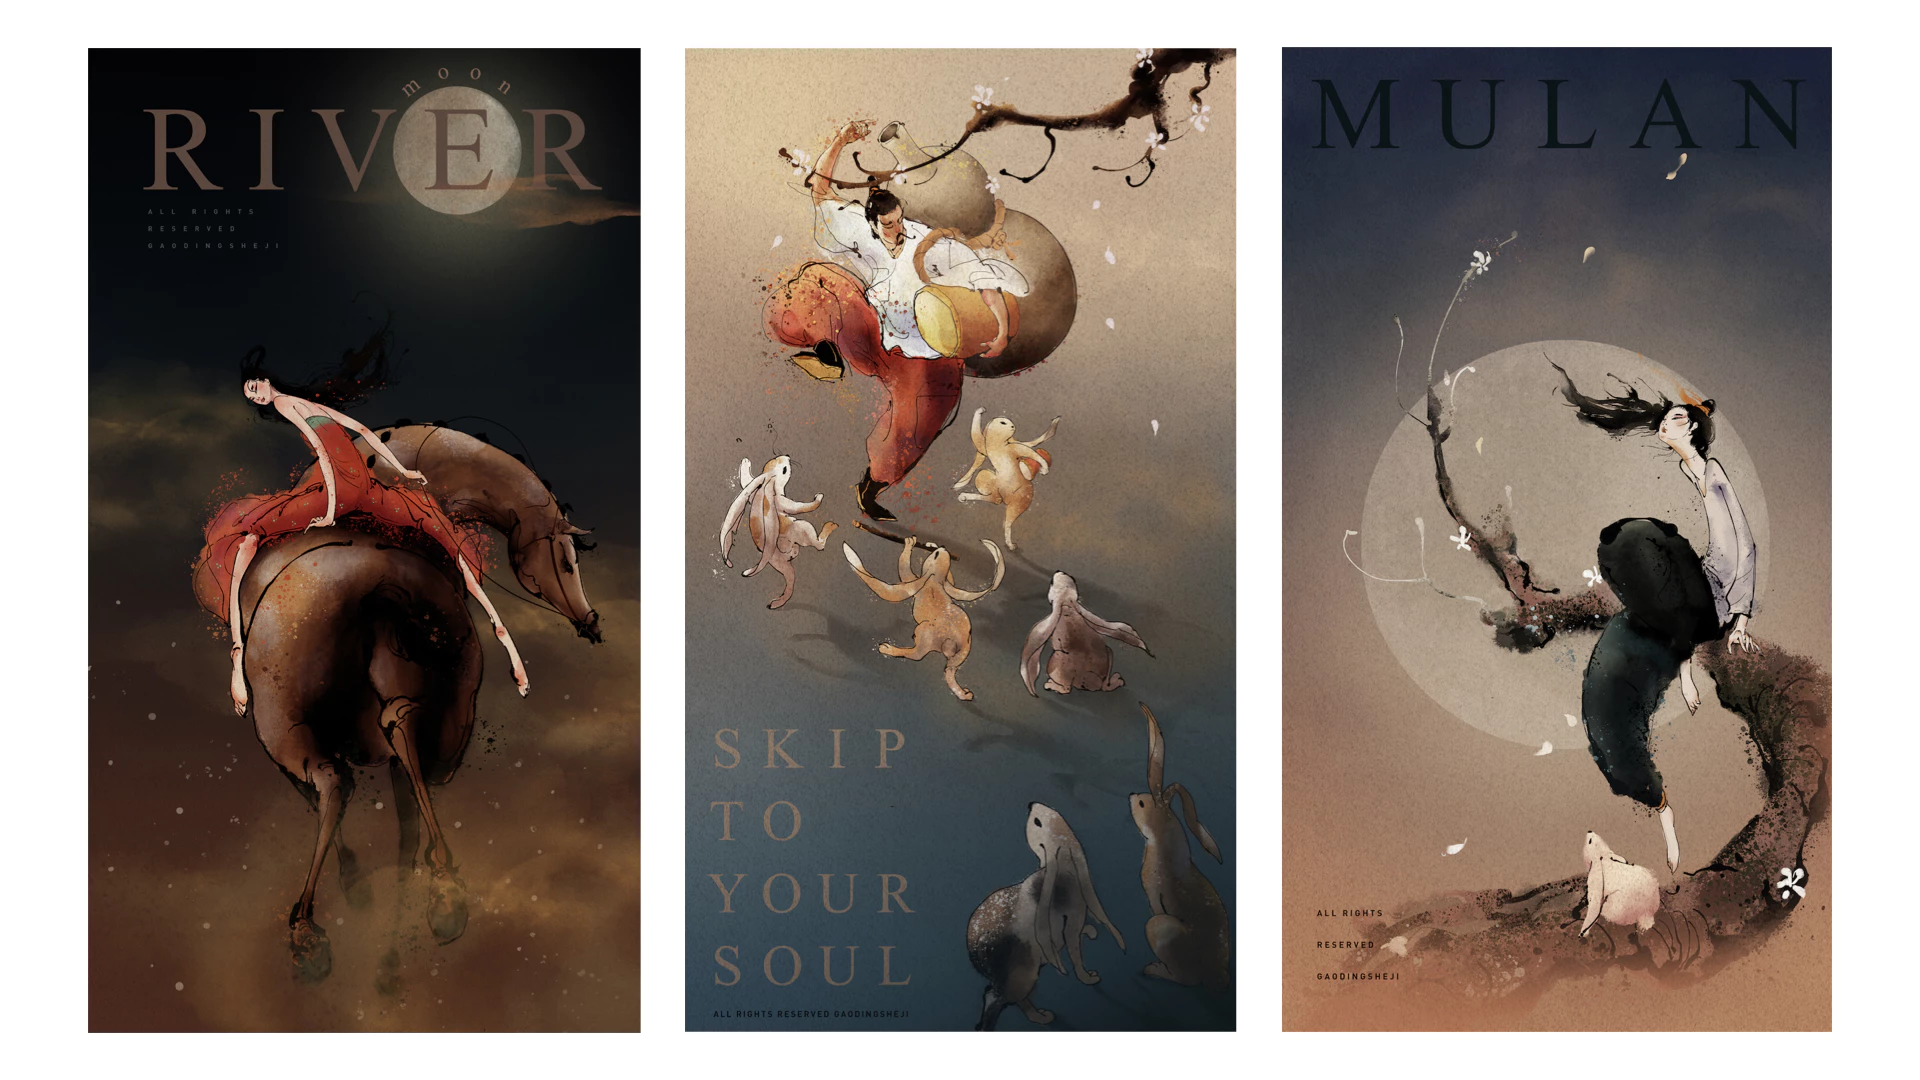 moon
RIVER
ALL RIGHTS
RESERVED
GAODINGSHEJI
SKIP
TO
YOUR
SOUL
ALL RIGHTS RESERVED GAODINGSHEJI
MULAN
ALL RIGHTS
RESERVED
GAODINGSHEJI